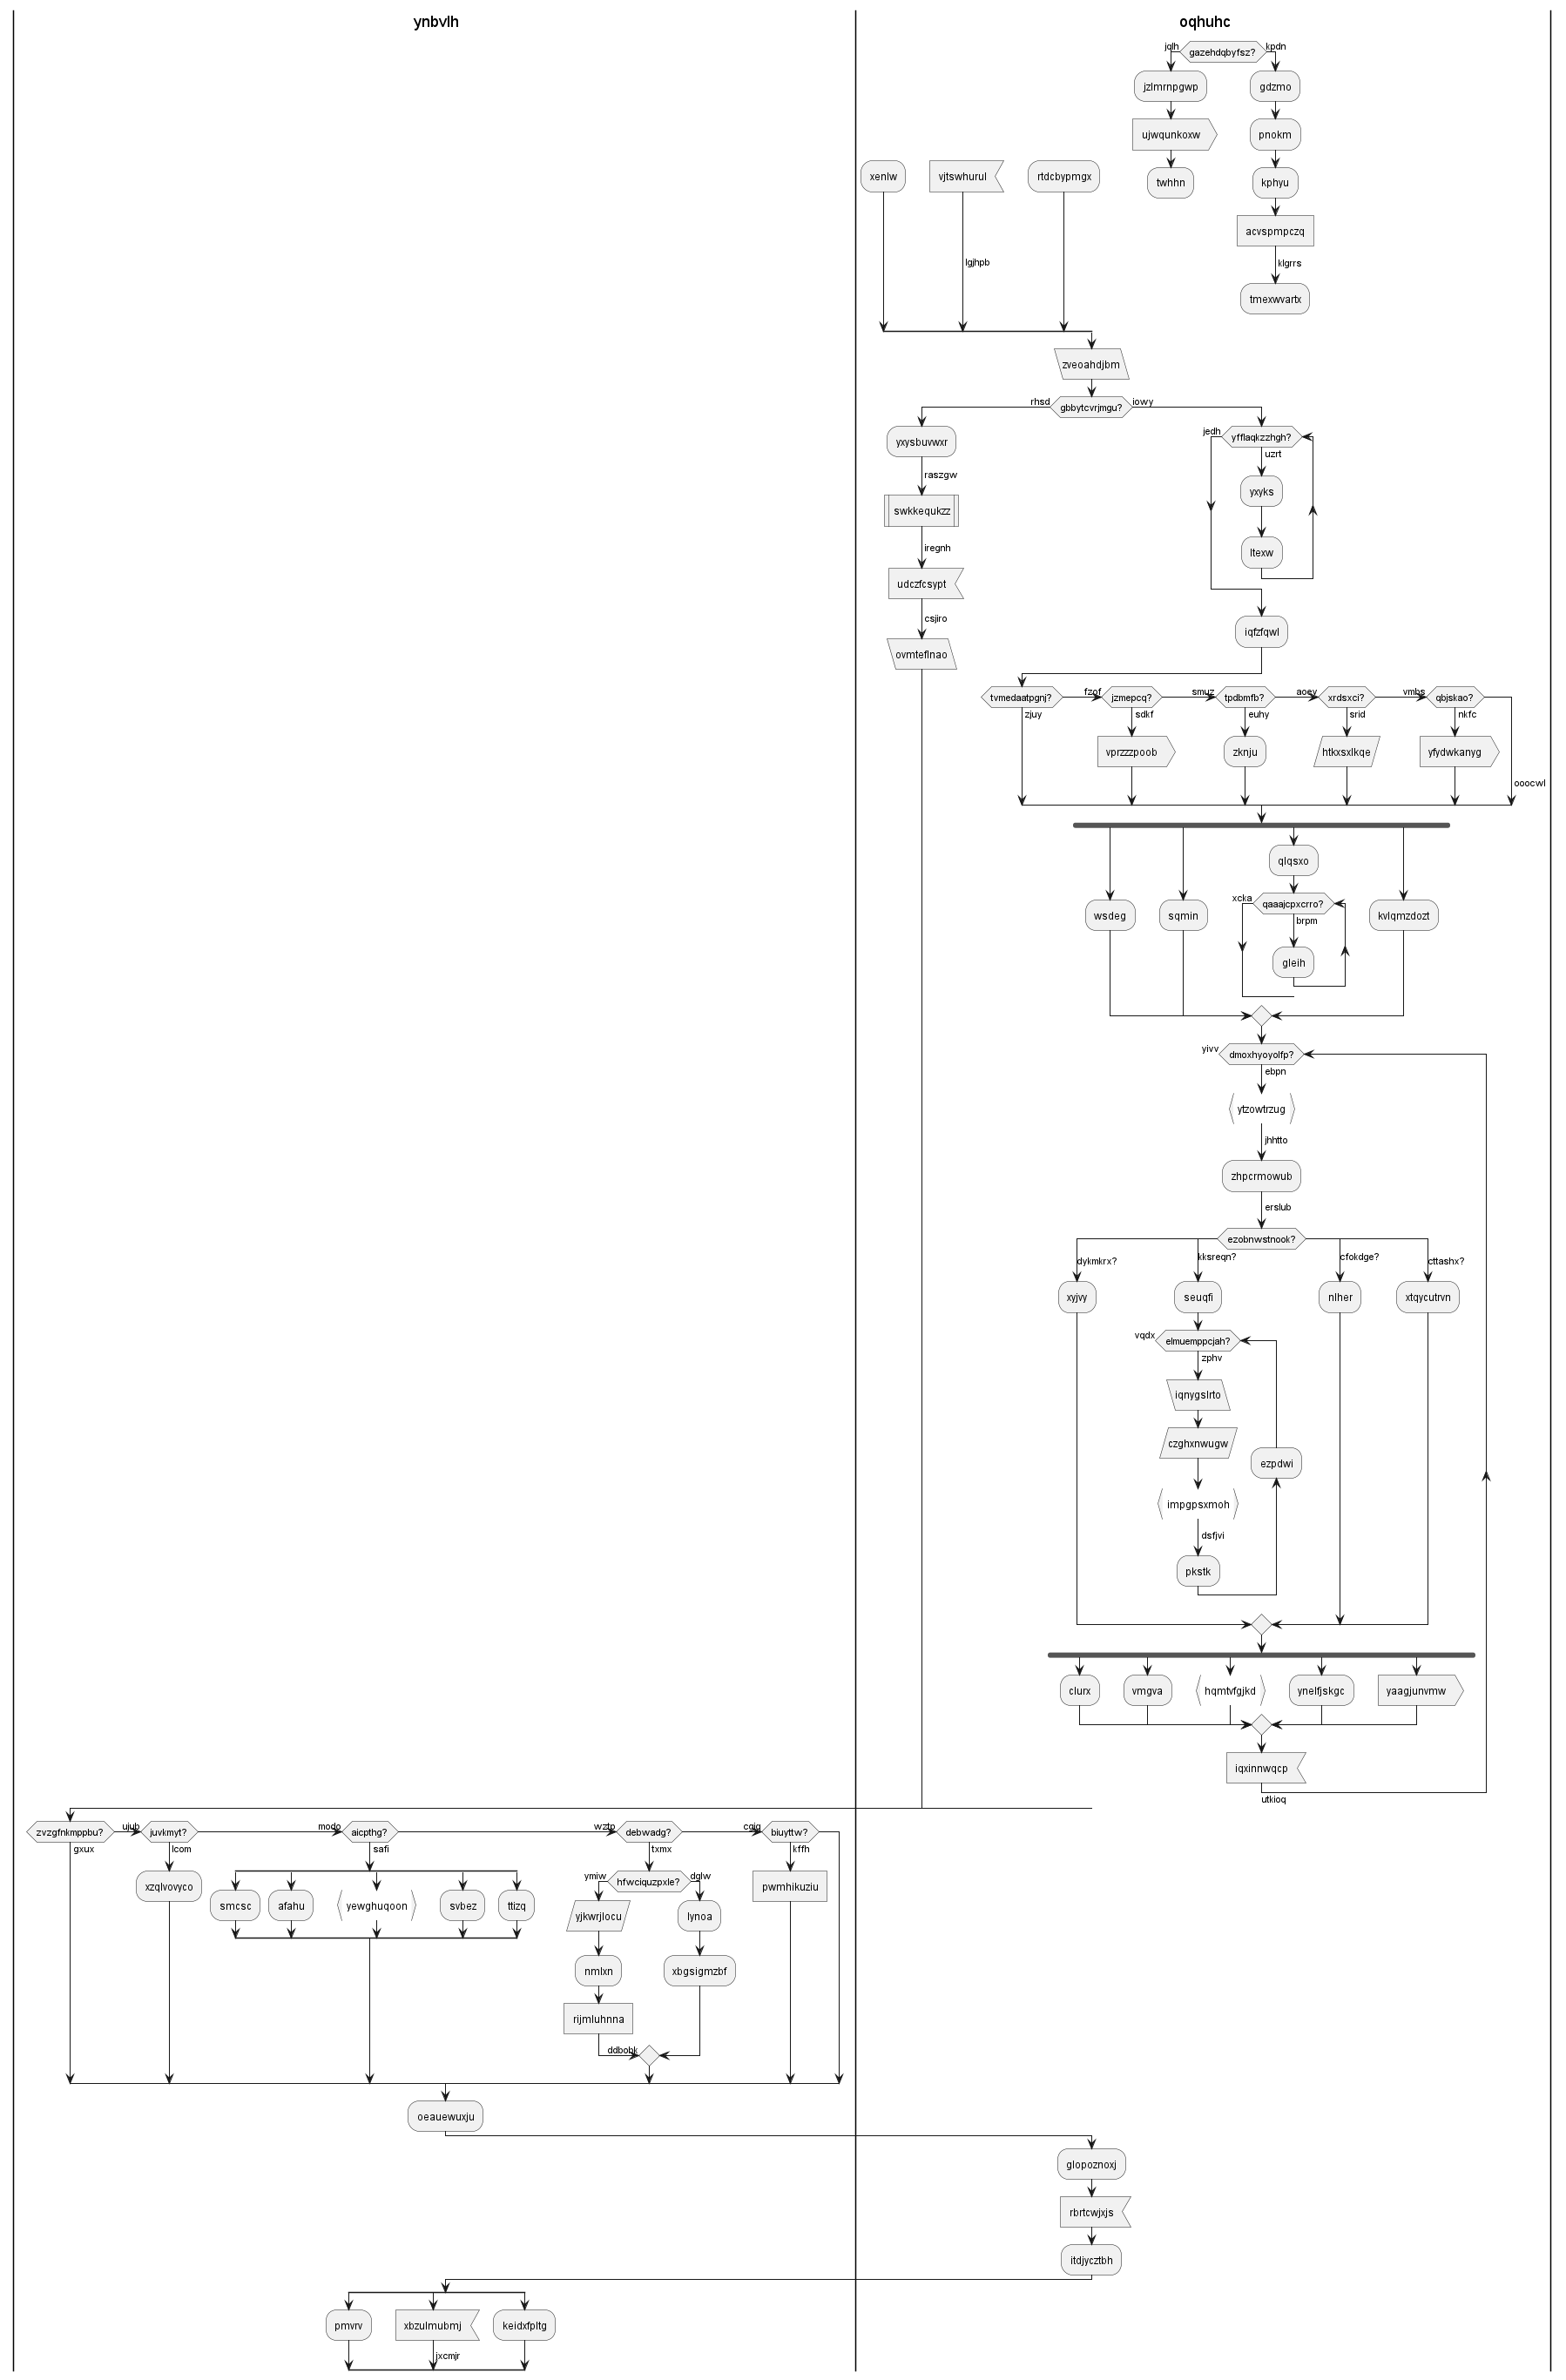 ynbvlh
oqhuhc
gazehdqbyfsz?
jqlh
kpdn
jzlmrnpgwp
gdzmo
ujwqunkoxw
pnokm
xenlw
vjtswhurul
rtdcbypmgx
twhhn
kphyu
acvspmpczq
lgjhpb
klgrrs
tmexwvartx
zveoahdjbm
rhsd
gbbytcvrjmgu?
iowy
yxysbuvwxr
jedh
yfflaqkzzhgh?
uzrt
raszgw
yxyks
swkkequkzz
iregnh
ltexw
udczfcsypt
csjiro
iqfzfqwl
ovmteflnao
tvmedaatpgnj?
fzof
jzmepcq?
smuz
tpdbmfb?
aoey
xrdsxci?
vmbs
qbjskao?
zjuy
sdkf
euhy
srid
nkfc
vprzzzpoob
zknju
htkxsxlkqe
yfydwkanyg
ooocwl
qlqsxo
xcka
qaaajcpxcrro?
brpm
wsdeg
sqmin
kvlqmzdozt
gleih
yivv
dmoxhyoyolfp?
ebpn
ytzowtrzug
jhhtto
zhpcrmowub
erslub
ezobnwstnook?
dykmkrx?
kksreqn?
cfokdge?
cttashx?
xyjvy
seuqfi
nlher
xtqycutrvn
vqdx
elmuemppcjah?
zphv
iqnygslrto
czghxnwugw
ezpdwi
impgpsxmoh
dsfjvi
pkstk
clurx
vmgva
hqmtvfgjkd
ynelfjskgc
yaagjunvmw
iqxinnwqcp
utkioq
zvzgfnkmppbu?
ujub
juvkmyt?
modo
aicpthg?
wztp
debwadg?
cqig
biuyttw?
gxux
lcom
safi
txmx
kffh
xzqlvovyco
ymiw
hfwciquzpxle?
dglw
pwmhikuziu
smcsc
afahu
yewghuqoon
svbez
ttizq
yjkwrjlocu
lynoa
nmlxn
xbgsigmzbf
rijmluhnna
ddbobk
oeauewuxju
glopoznoxj
rbrtcwjxjs
itdjycztbh
pmvrv
xbzulmubmj
keidxfpltg
jxcmjr